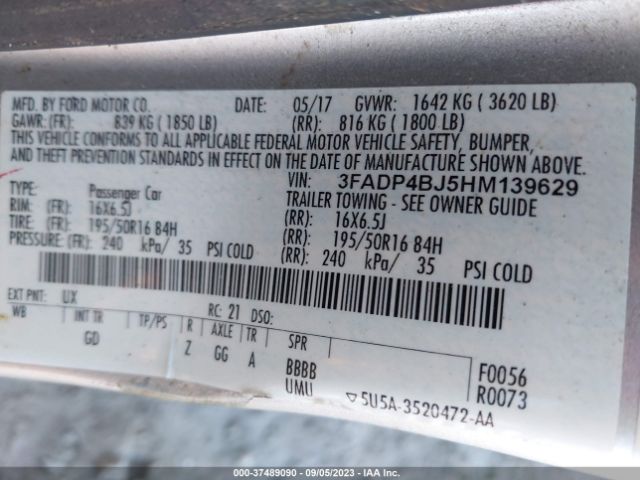 MFD. BY FORD MOTOR CO. DATE: 05/17 GVWR: 1642 KG ( 3620 LB)
GAWR: (FR): 839 KG ( 1850 LB) (RR): 816 KG ( 1800 LB)
THIS VEHICLE CONFORMS TO ALL APPLICABLE FEDERAL MOTOR VEHICLE SAFETY, BUMPER,
AND THEFT PREVENTION STANDARDS IN EFFECT ON THE DATE OF MANUFACTURE SHOWN ABOVE.
VIN: 3FADP4BJ5HM139629
TYPE: Passenger Car TRAILER TOWING - SEE OWNER GUIDE
RIM: (FR): 16X6.5J (RR): 16X6.5J
TIRE: (FR): 195/50R16 84H (RR): 195/50R16 84H
PRESSURE: (FR): 240 kPa/ 35 PSI COLD (RR): 240 kPa/ 35 PSI COLD
EXT PNT: UX RC: 21 DSO:
WB INT TR TP/PS R AXLE TR SPR
GD Z GG A BBBB F0056
UMU R0073
5U5A-3520472-AA
000-37489090 - 09/05/2023 - IAA Inc.